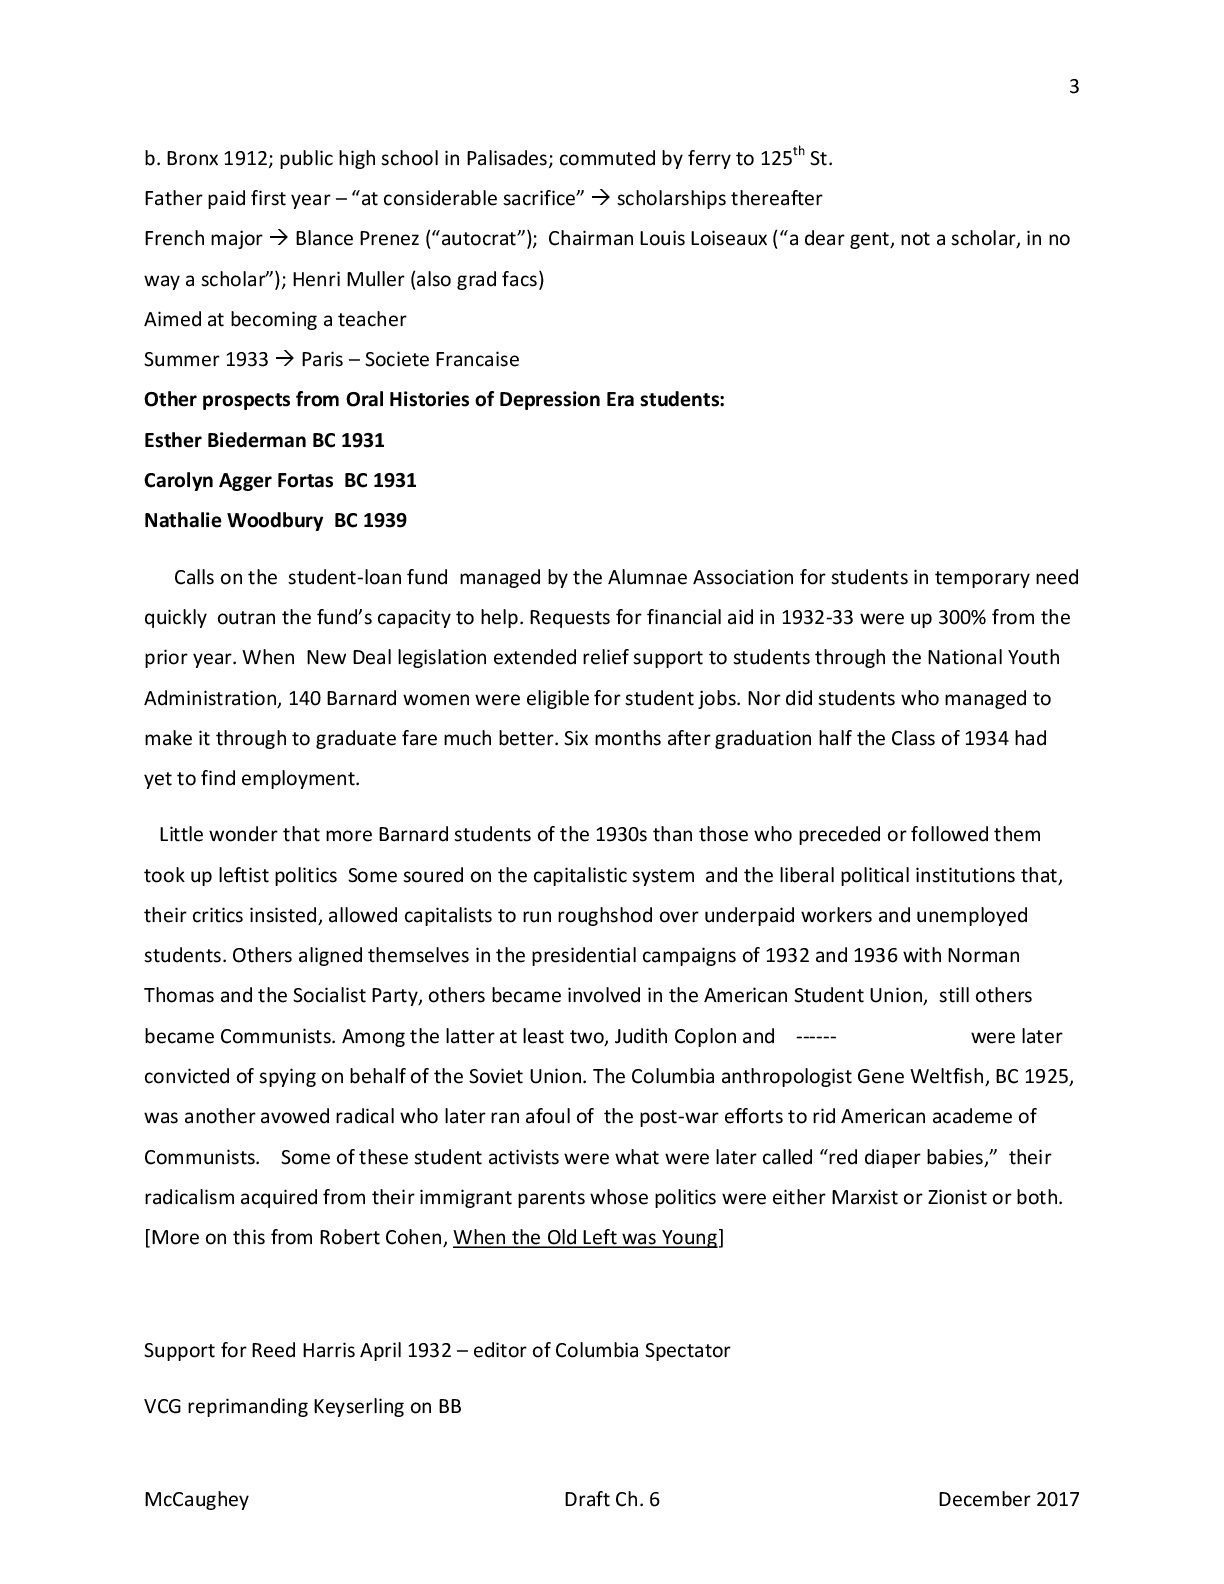 3
b. Bronx 1912; public high school in Palisades; commuted by ferry to 125th St.
Father paid first year – “at considerable sacrifice” → scholarships thereafter
French major → Blance Prenez (“autocrat”);  Chairman Louis Loiseaux (“a dear gent, not a scholar, in no
way a scholar”); Henri Muller (also grad facs)
Aimed at becoming a teacher
Summer 1933 → Paris – Societe Francaise
Other prospects from Oral Histories of Depression Era students:
Esther Biederman BC 1931
Carolyn Agger Fortas  BC 1931
Nathalie Woodbury  BC 1939
Calls on the  student-loan fund  managed by the Alumnae Association for students in temporary need
quickly  outran the fund’s capacity to help. Requests for financial aid in 1932-33 were up 300% from the
prior year. When  New Deal legislation extended relief support to students through the National Youth
Administration, 140 Barnard women were eligible for student jobs. Nor did students who managed to
make it through to graduate fare much better. Six months after graduation half the Class of 1934 had
yet to find employment.
Little wonder that more Barnard students of the 1930s than those who preceded or followed them
took up leftist politics  Some soured on the capitalistic system  and the liberal political institutions that,
their critics insisted, allowed capitalists to run roughshod over underpaid workers and unemployed
students. Others aligned themselves in the presidential campaigns of 1932 and 1936 with Norman
Thomas and the Socialist Party, others became involved in the American Student Union,  still others
became Communists. Among the latter at least two, Judith Coplon and    ------    were later
convicted of spying on behalf of the Soviet Union. The Columbia anthropologist Gene Weltfish, BC 1925,
was another avowed radical who later ran afoul of  the post-war efforts to rid American academe of
Communists.    Some of these student activists were what were later called “red diaper babies,”  their
radicalism acquired from their immigrant parents whose politics were either Marxist or Zionist or both.
[More on this from Robert Cohen, When the Old Left was Young]
Support for Reed Harris April 1932 – editor of Columbia Spectator
VCG reprimanding Keyserling on BB
McCaughey    Draft Ch. 6    December 2017